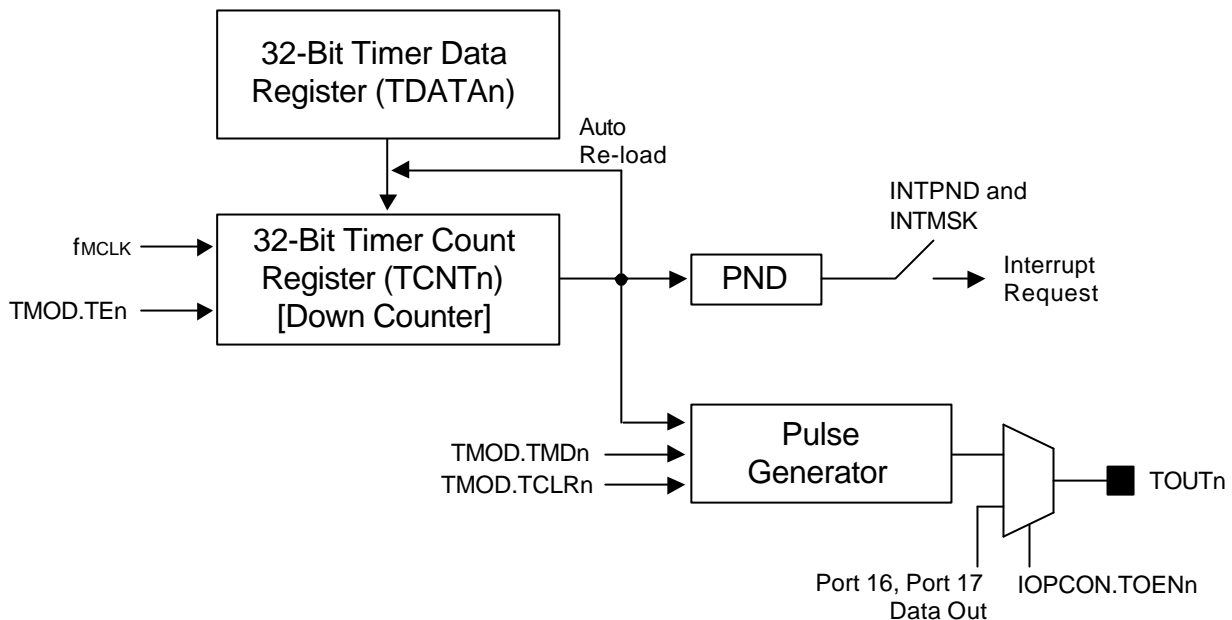 32-Bit Timer Data
Register (TDATAn)
Auto
Re-load
INTPND and
INTMSK
fMCLK
32-Bit Timer Count
Register (TCNTn)
[Down Counter]
TMOD.TEn
PND
Interrupt
Request
Pulse
Generator
TMOD.TMDn
TMOD.TCLRn
TOUTn
Port 16, Port 17
Data Out
IOPCON.TOENn